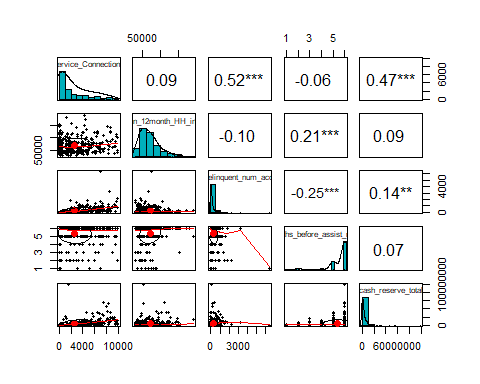 50000
1 3 5
ervice_Connection
0.09
0.52***
-0.06
0.47***
0 6000
50000
n_12month_HH_in
-0.10
0.21***
0.09
elinquent_num_acc
-0.25***
0.14**
0 2000 4000
1 3 5
hs_before_assist_
0.07
cash_reserve_total
0 100000000
0 4000 10000
0 3000
0 60000000